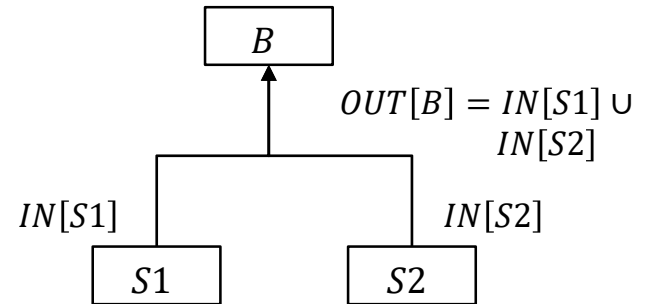 B
OUT[B] = IN[S1] ∪
IN[S2]
IN[S1]
IN[S2]
S1
S2